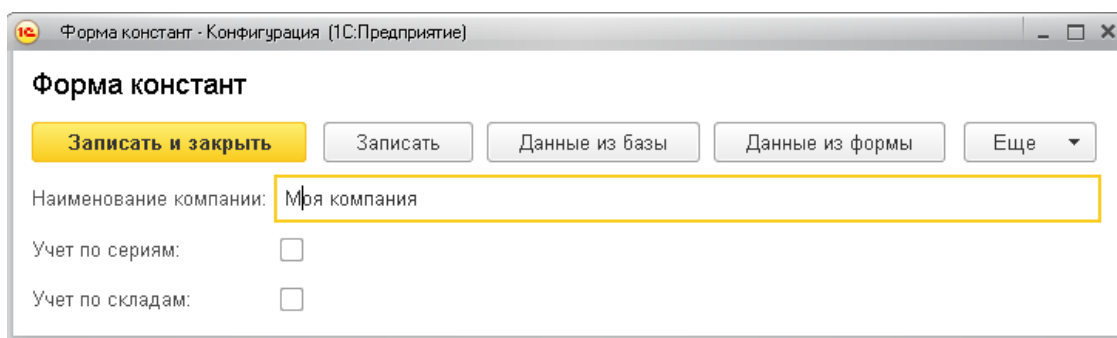 1С Форма констант - Конфигурация (1С:Предприятие)
Форма констант
Записать и закрыть Записать Данные из базы Данные из формы Еще
Наименование компании: Моя компания
Учет по сериям:
Учет по складам: